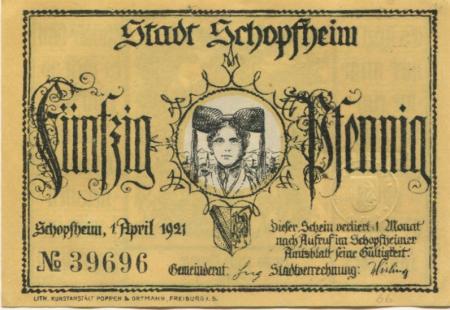 Stadt Schopfheim
Fünfzig Pfennig
Schopfheim, 1 April 1921
Dieser Schein verliert 1 Monat
nach Aufruf im Schopfheimer
Amtsblatt seine Gültigkeit.
№ 39696
Gemeinderat: Stadtverrechnung:
LITH. KUNSTANSTALT POPPEN & ORTMANN, FREIBURG I. B.